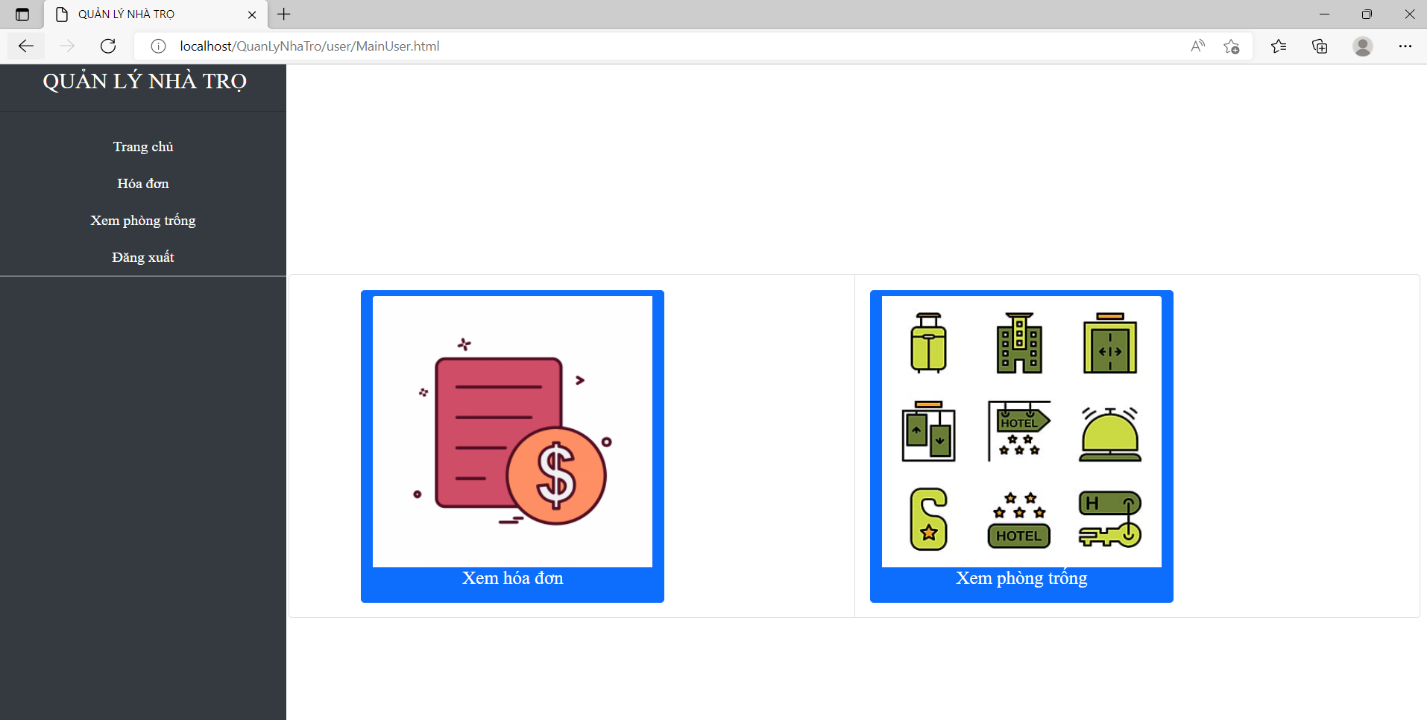 QUẢN LÝ NHÀ TRỌ
localhost/QuanLyNhaTro/user/MainUser.html
QUẢN LÝ NHÀ TRỌ
Trang chủ
Hóa đơn
Xem phòng trống
Đăng xuất
$
HOTEL
H
HOTEL
Xem hóa đơn
Xem phòng trống